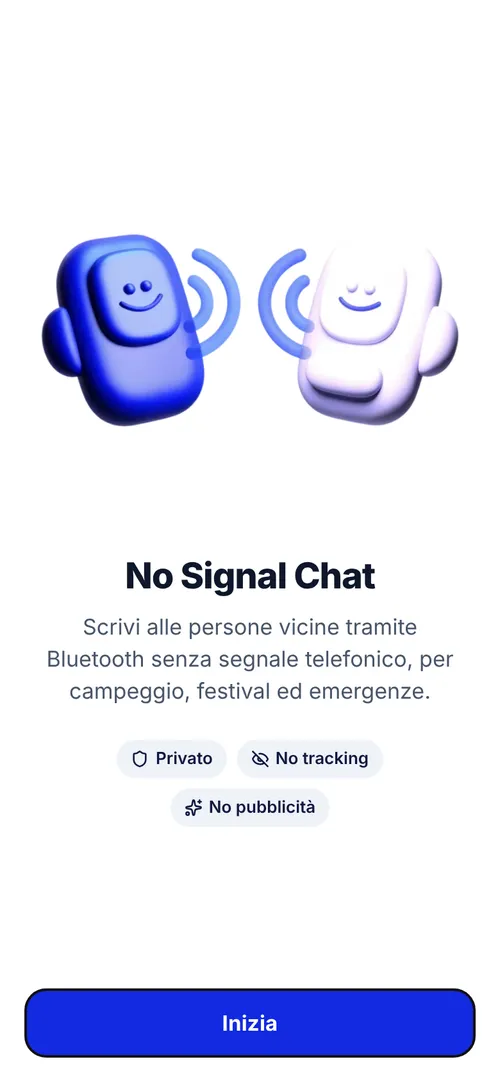 No Signal Chat
Scrivi alle persone vicine tramite
Bluetooth senza segnale telefonico, per
campeggio, festival ed emergenze.
Privato
No tracking
No pubblicità
Inizia